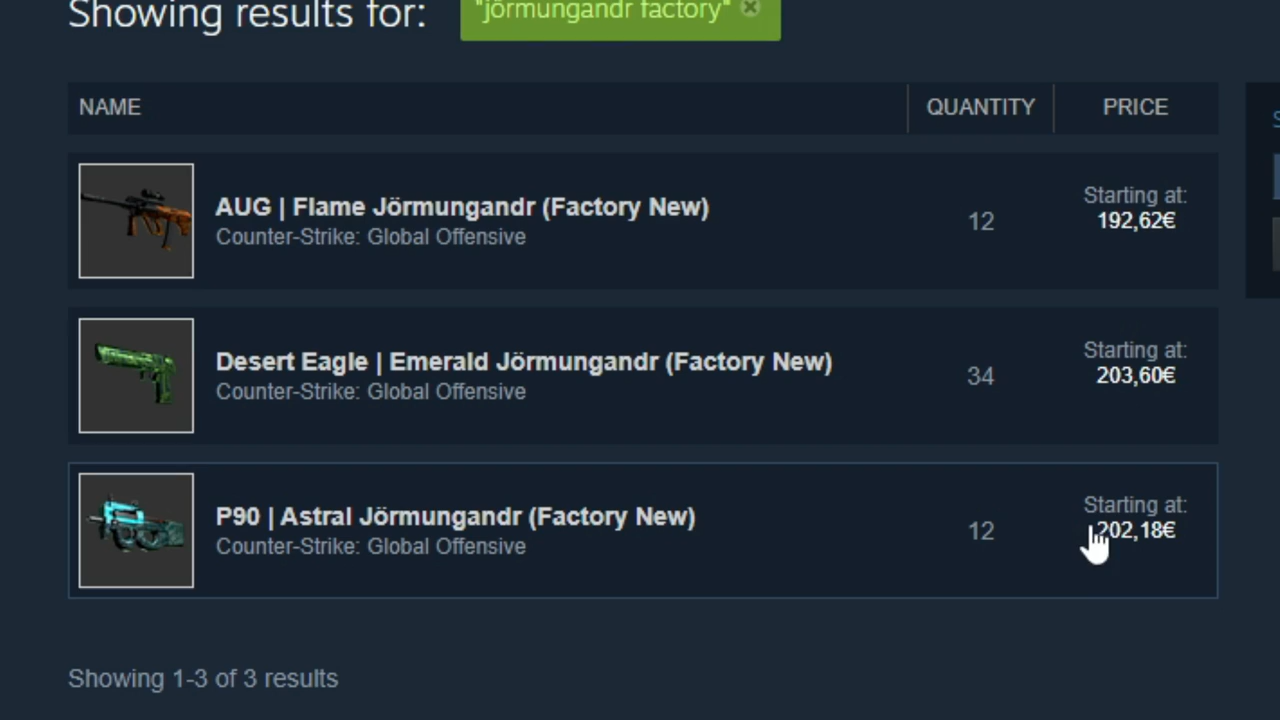 Showing results for: "jörmungandr factory"
NAME QUANTITY PRICE
AUG | Flame Jörmungandr (Factory New)
Counter-Strike: Global Offensive
12
Starting at:
192,62€
Desert Eagle | Emerald Jörmungandr (Factory New)
Counter-Strike: Global Offensive
34
Starting at:
203,60€
P90 | Astral Jörmungandr (Factory New)
Counter-Strike: Global Offensive
12
Starting at:
202,18€
Showing 1-3 of 3 results